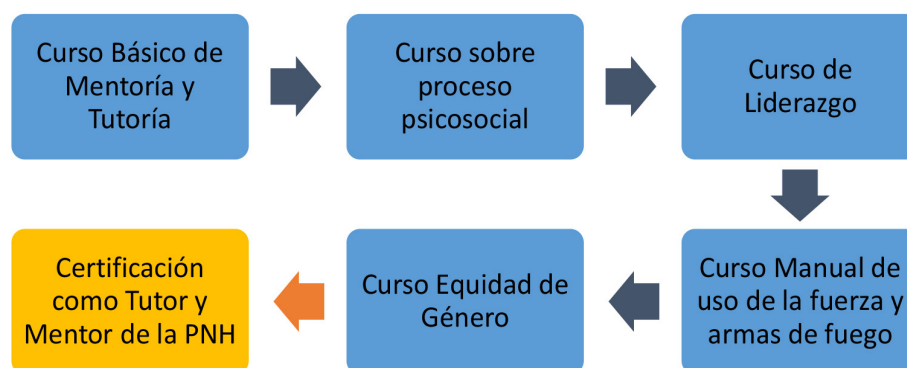 Curso Básico de
Mentoría y
Tutoría
Curso sobre
proceso
psicosocial
Curso de
Liderazgo
Curso Manual de
uso de la fuerza y
armas de fuego
Curso Equidad de
Género
Certificación
como Tutor y
Mentor de la PNH